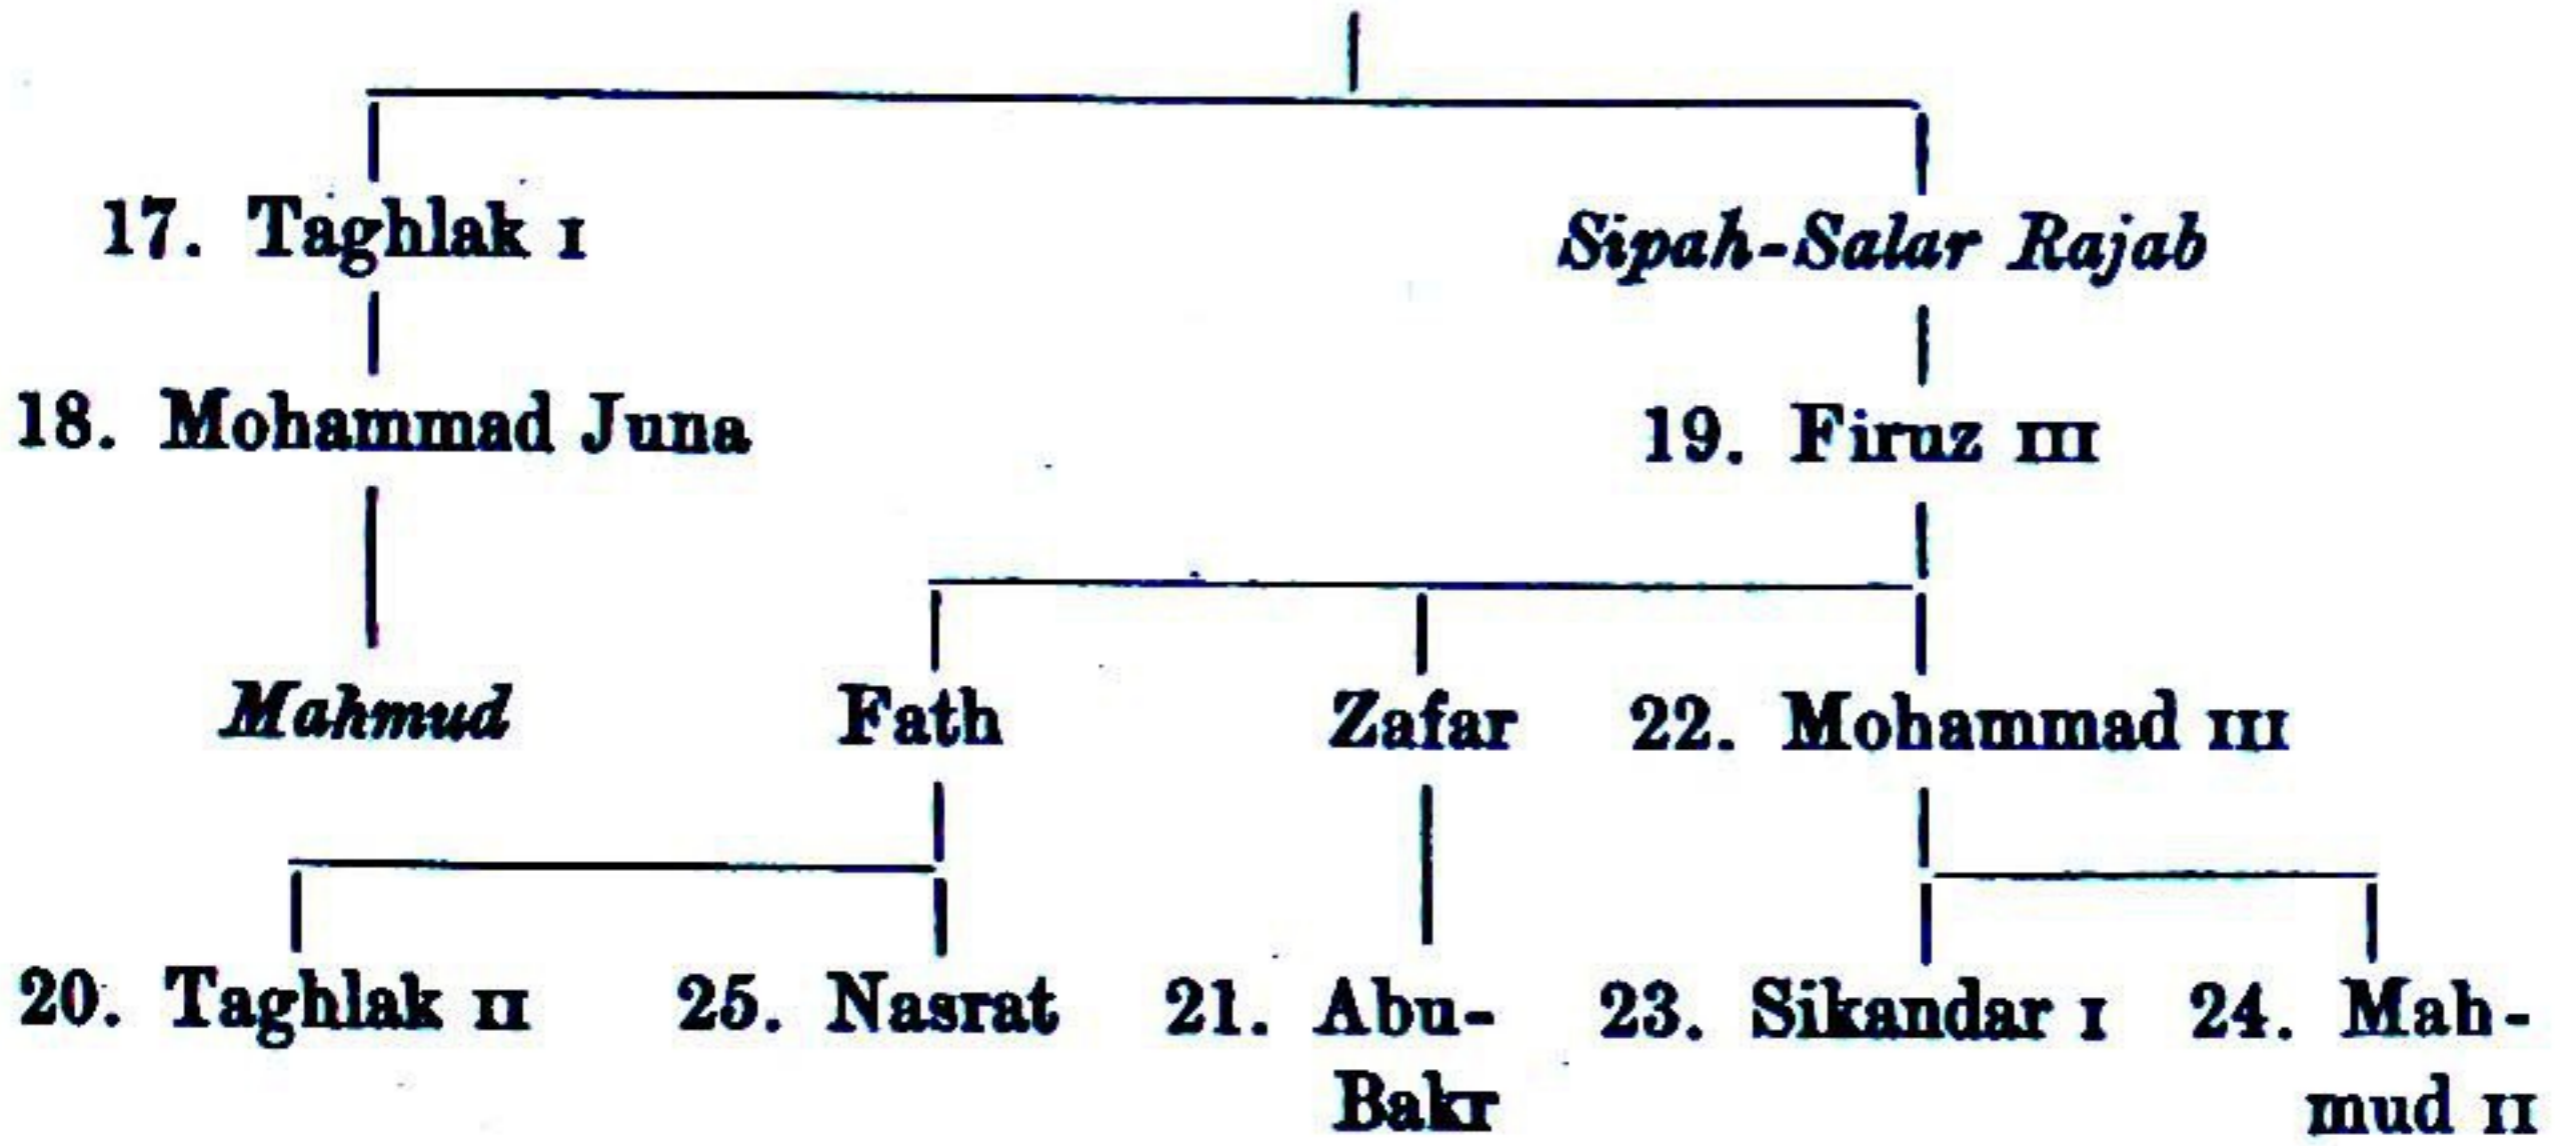 17. Taghlak I
Sipah-Salar Rajab
18. Mohammad Juna
19. Firuz III
Mahmud
Fath
Zafar
22. Mohammad III
20. Taghlak II
25. Nasrat
21. Abu-
Bakr
23. Sikandar I
24. Mah-
mud II